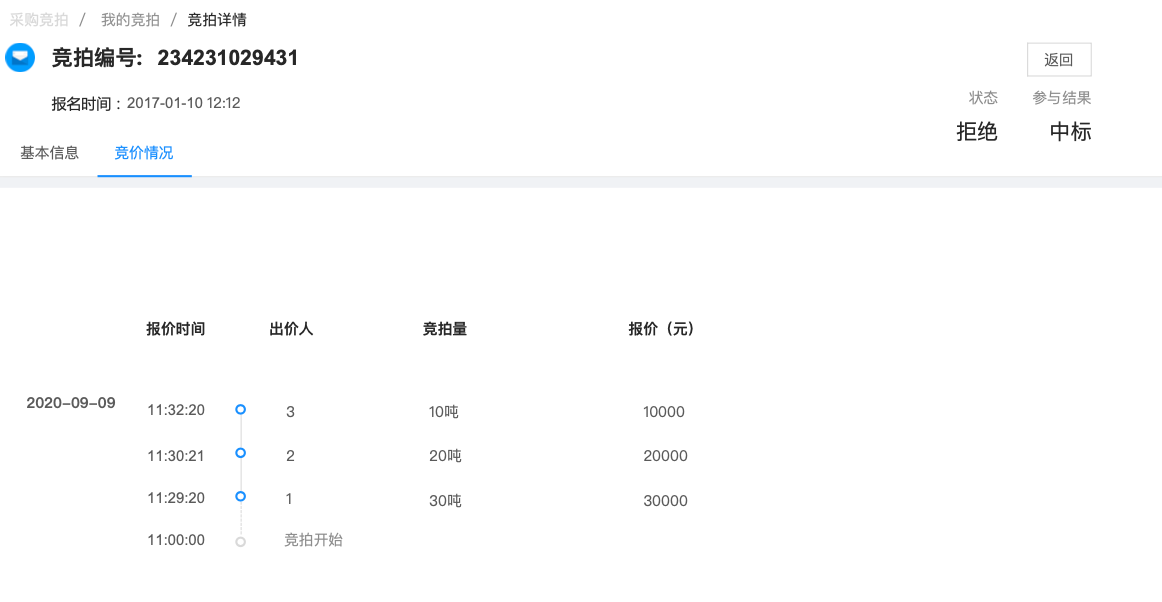 采购竞拍 / 我的竞拍 / 竞拍详情
竞拍编号: 234231029431
返回
报名时间：2017-01-10 12:12
状态 参与结果
拒绝 中标
基本信息 竞价情况
报价时间 出价人 竞拍量 报价（元）
2020-09-09
11:32:20 3 10吨 10000
11:30:21 2 20吨 20000
11:29:20 1 30吨 30000
11:00:00 竞拍开始